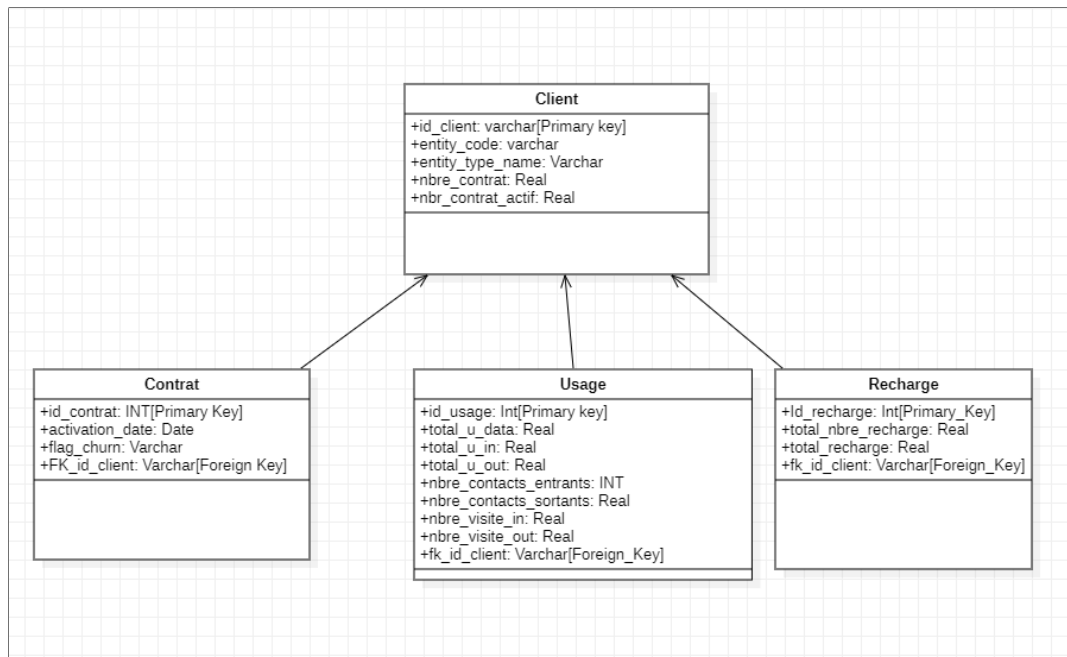 Client
+id_client: varchar[Primary key]
+entity_code: varchar
+entity_type_name: Varchar
+nbre_contrat: Real
+nbr_contrat_actif: Real
Contrat
+id_contrat: INT[Primary Key]
+activation_date: Date
+flag_churn: Varchar
+FK_id_client: Varchar[Foreign Key]
Usage
+id_usage: Int[Primary key]
+total_u_data: Real
+total_u_in: Real
+total_u_out: Real
+nbre_contacts_entrants: INT
+nbre_contacts_sortants: Real
+nbre_visite_in: Real
+nbre_visite_out: Real
+fk_id_client: Varchar[Foreign_Key]
Recharge
+Id_recharge: Int[Primary_Key]
+total_nbre_recharge: Real
+total_recharge: Real
+fk_id_client: Varchar[Foreign_Key]